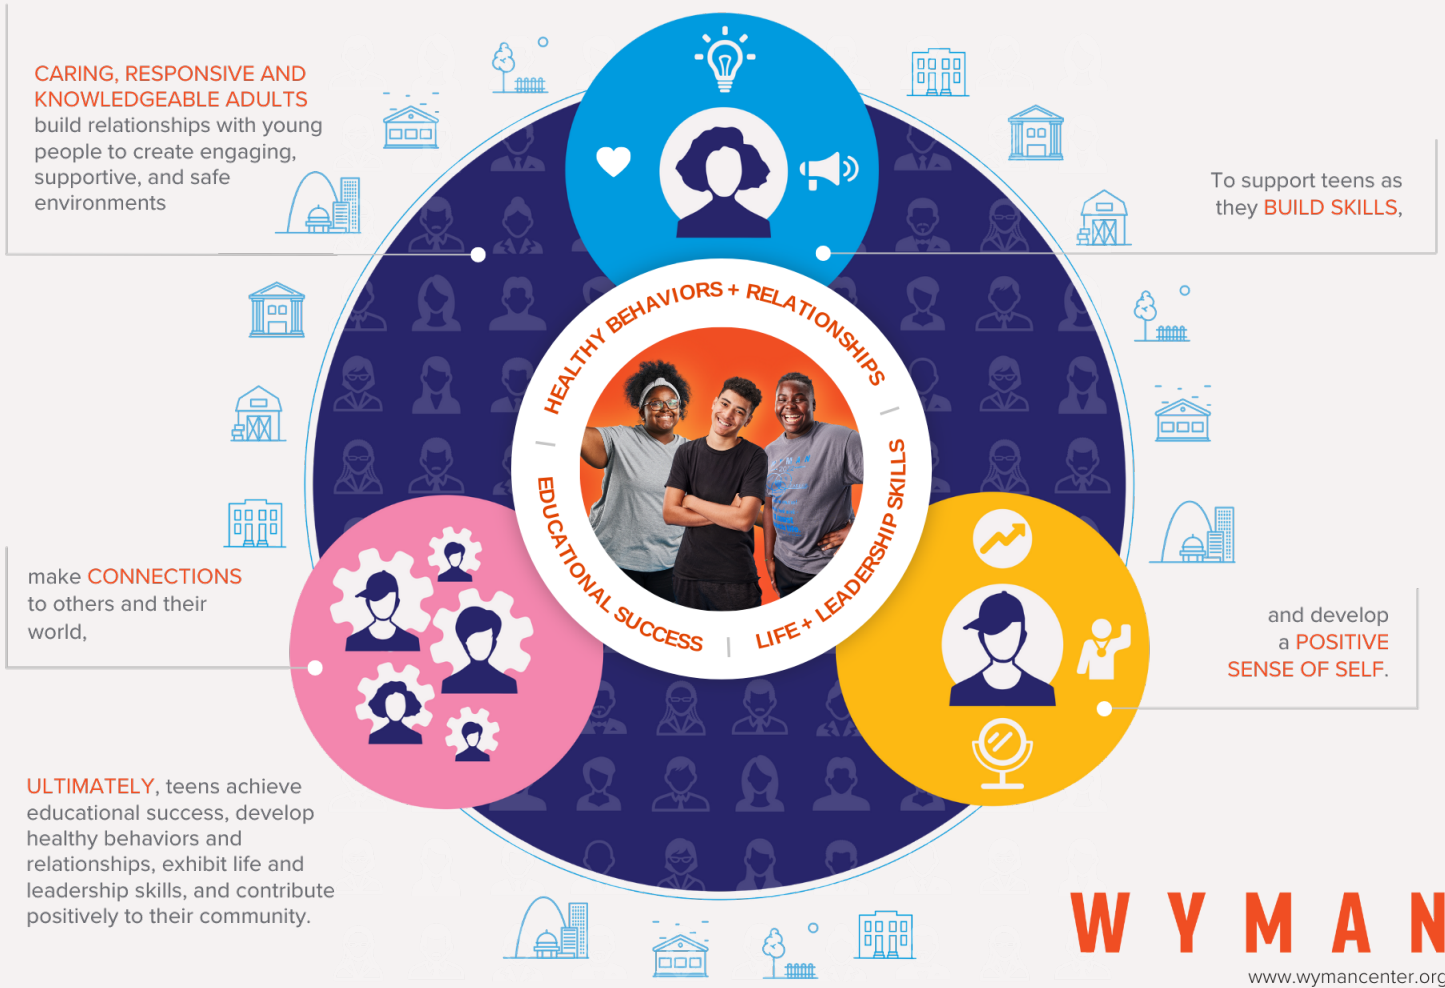 CARING, RESPONSIVE AND
KNOWLEDGEABLE ADULTS
build relationships with young
people to create engaging,
supportive, and safe
environments
To support teens as
they BUILD SKILLS,
make CONNECTIONS
to others and their
world,
and develop
a POSITIVE
SENSE OF SELF.
HEALTHY BEHAVIORS + RELATIONSHIPS
LIFE + LEADERSHIP SKILLS
EDUCATIONAL SUCCESS
ULTIMATELY, teens achieve
educational success, develop
healthy behaviors and
relationships, exhibit life and
leadership skills, and contribute
positively to their community.
WYMAN
www.wymancenter.org